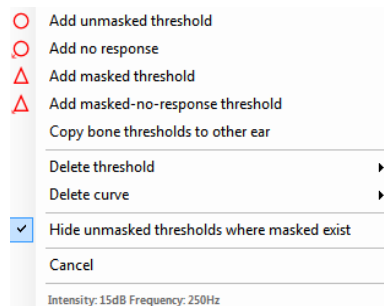 Add unmasked threshold
Add no response
Add masked threshold
Add masked-no-response threshold
Copy bone thresholds to other ear
Delete threshold
Delete curve
Hide unmasked thresholds where masked exist
Cancel
Intensity: 15dB Frequency: 250Hz